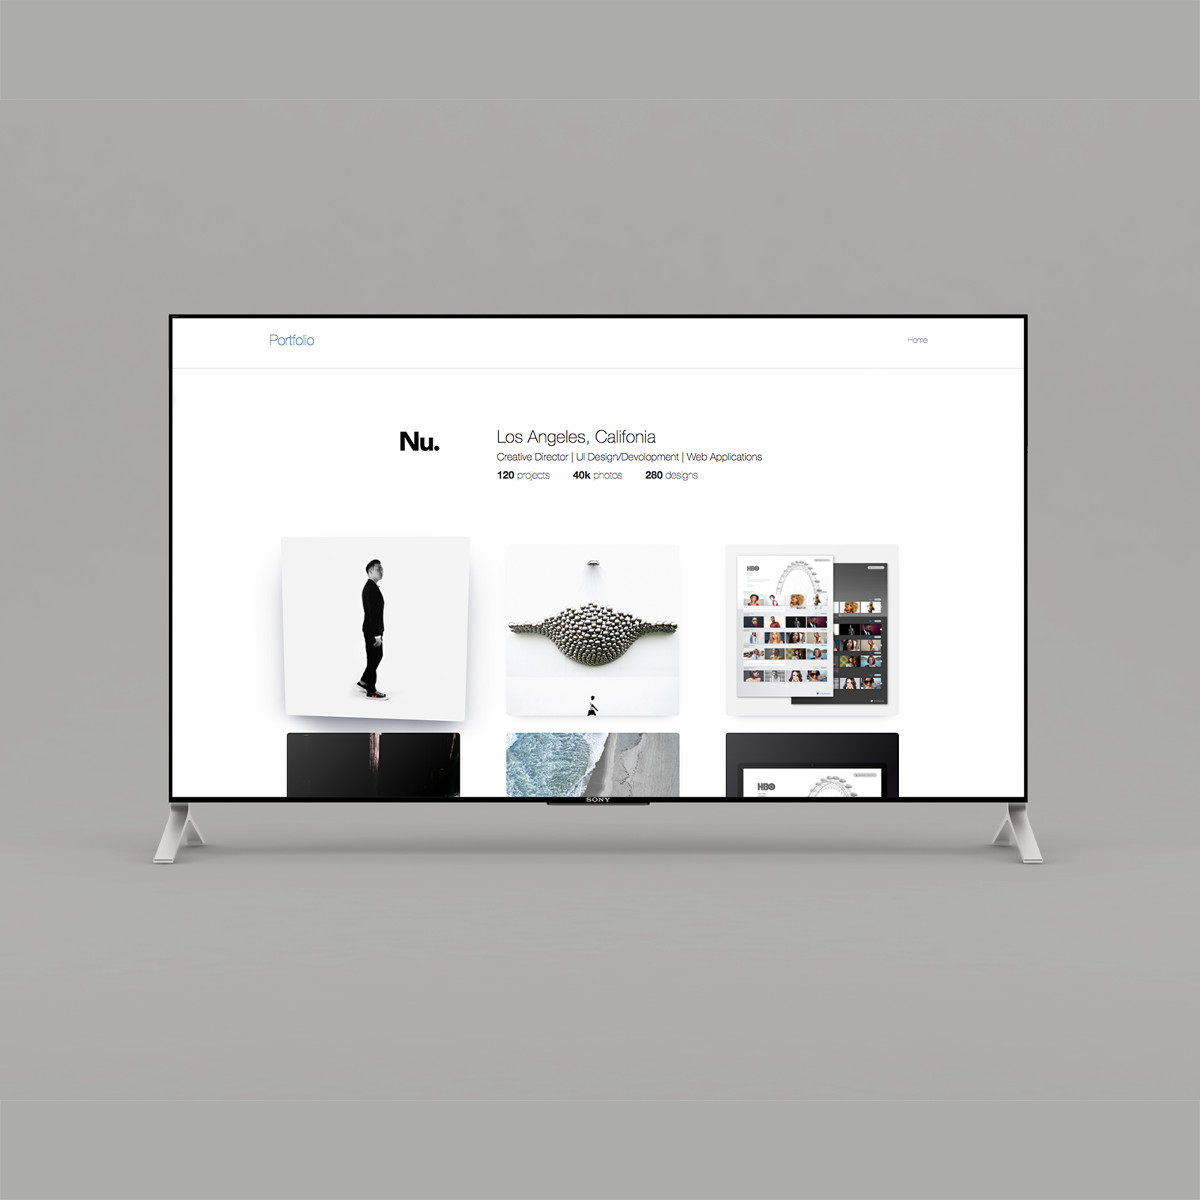 Portfolio
Home
Nu.
Los Angeles, Califonia
Creative Director | UI Design/Devolopment | Web Applications
120 projects 40k photos 280 designs
HBO
HBO
SONY